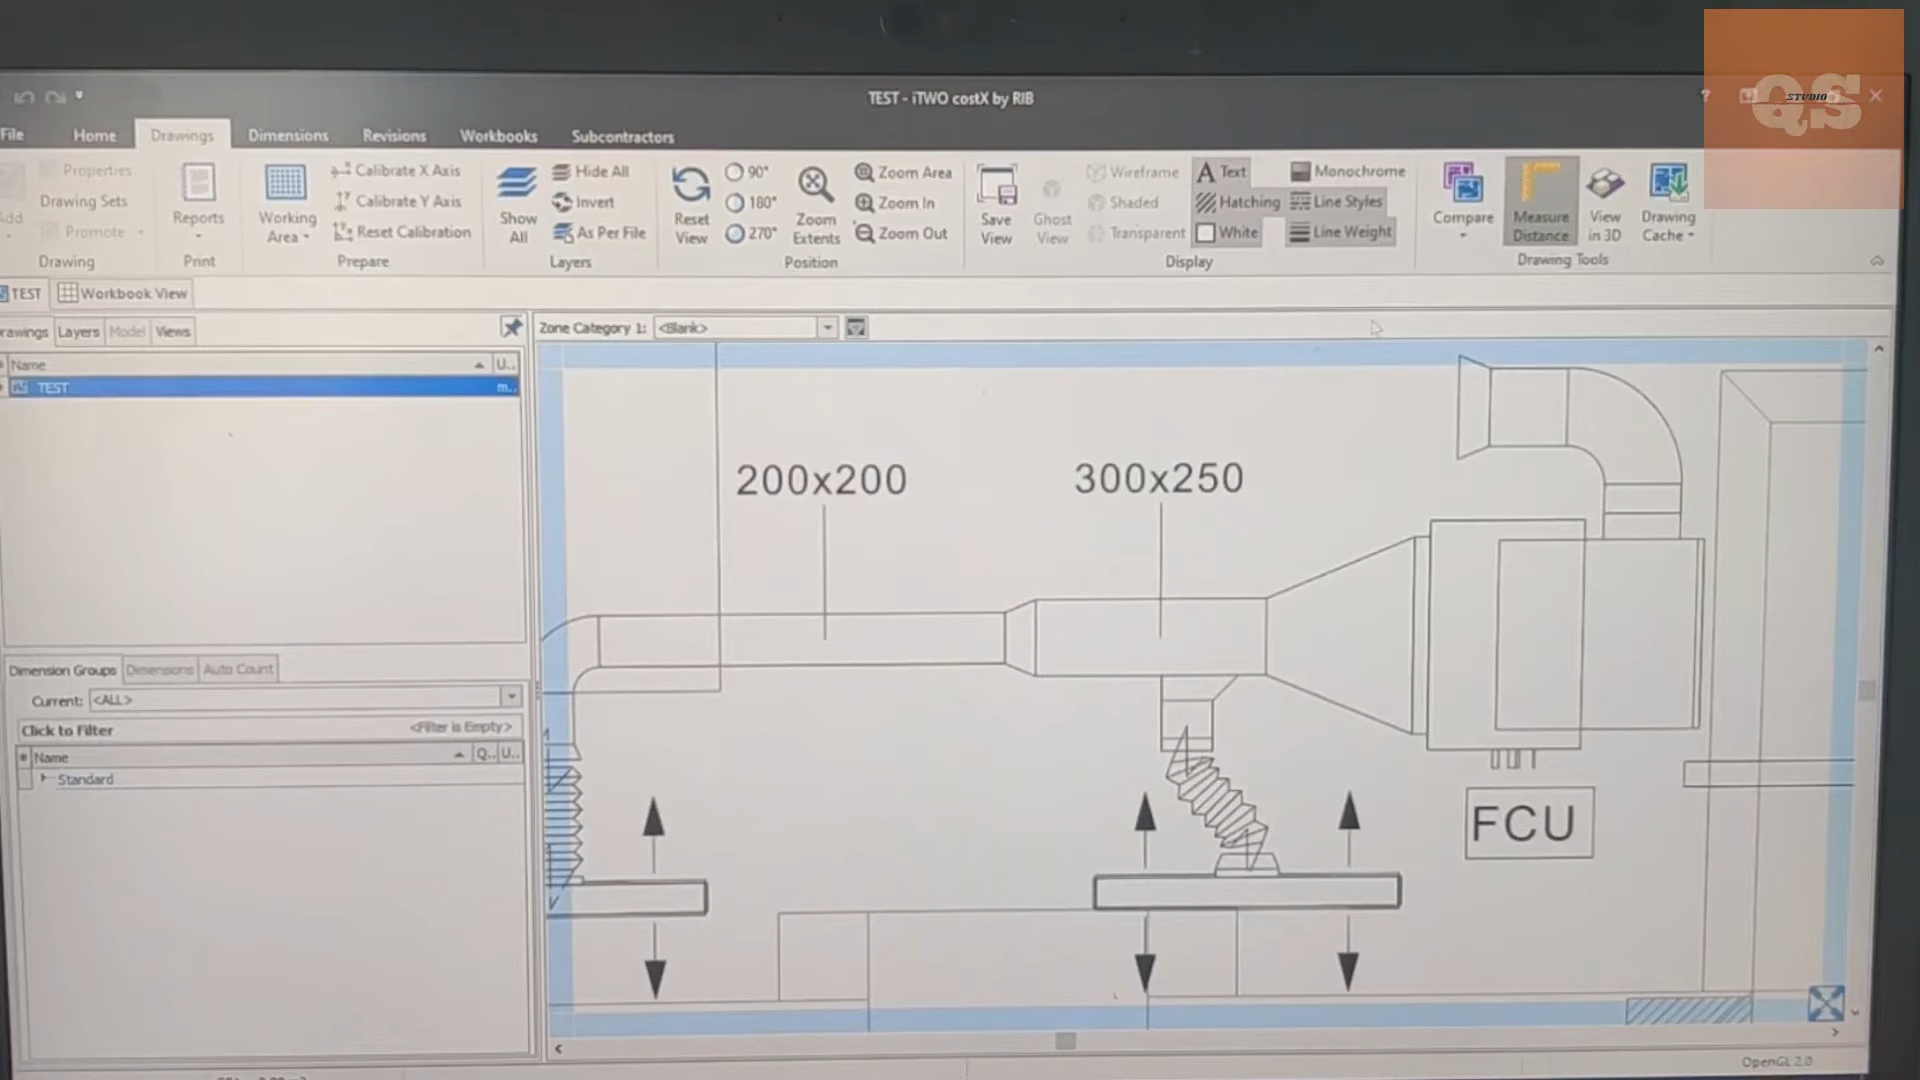 QS
STUDIO
TEST - iTWO costX by RIB
?
File Home Drawings Dimensions Revisions Workbooks Subcontractors
Properties
Drawing Sets
Promote
Drawing
Reports
Print
Working
Area
Calibrate X Axis
Calibrate Y Axis
Reset Calibration
Prepare
Show
All
Hide All
Invert
As Per File
Layers
Reset
View
90°
180°
270°
Zoom
Extents
Zoom Area
Zoom In
Zoom Out
Position
Save
View
Ghost
View
Wireframe
Shaded
Transparent
A Text
Hatching
White
Monochrome
Line Styles
Line Weight
Display
Compare
Measure
Distance
View
in 3D
Drawing
Cache
Drawing Tools
TEST Workbook View
Layers Model Views
Name U..
TEST m..
Zone Category 1: <Blank>
200x200
300x250
FCU
Dimension Groups Dimensions Auto Count
Current: <ALL>
Click to Filter <Filter is Empty>
Name Q.. U..
Standard
OpenGL 2.0